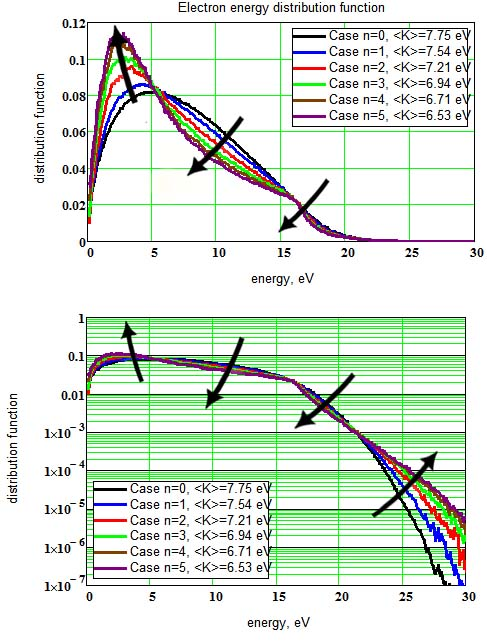 Electron energy distribution function
distribution function
0.12
0.1
0.08
0.06
0.04
0.02
0
Case n=0, <K>=7.75 eV
Case n=1, <K>=7.54 eV
Case n=2, <K>=7.21 eV
Case n=3, <K>=6.94 eV
Case n=4, <K>=6.71 eV
Case n=5, <K>=6.53 eV
0 5 10 15 20 25 30
energy, eV
distribution function
1
0.1
0.01
1×10⁻³
1×10⁻⁴
1×10⁻⁵
1×10⁻⁶
1×10⁻⁷
Case n=0, <K>=7.75 eV
Case n=1, <K>=7.54 eV
Case n=2, <K>=7.21 eV
Case n=3, <K>=6.94 eV
Case n=4, <K>=6.71 eV
Case n=5, <K>=6.53 eV
0 5 10 15 20 25 30
energy, eV